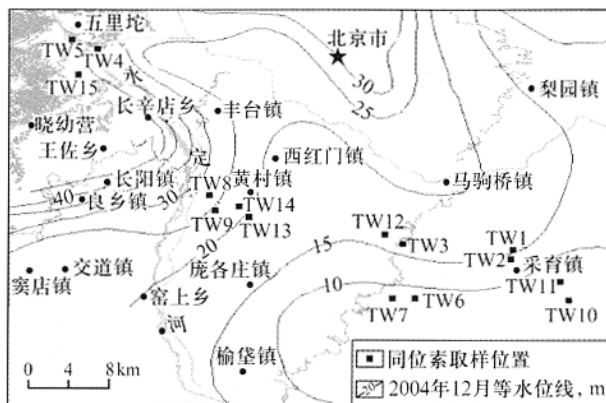 五里坨
TW5
TW4
TW15
永
北京市
30
25
梨园镇
长辛店乡
丰台镇
晓幼营
王佐乡
定
西红门镇
长阳镇
40
良乡镇
30
TW8
黄村镇
马驹桥镇
TW9
TW14
TW13
20
TW12
TW3
TW1
TW2
15
窦店镇
交道镇
庞各庄镇
采育镇
TW11
10
窑上乡
TW7
TW6
TW10
河
榆垡镇
0 4 8 km
同位素取样位置
2004年12月等水位线, m